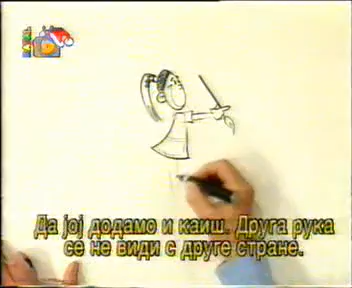 Да јој додамо и каиш. Друга рука
се не види с друге стране.